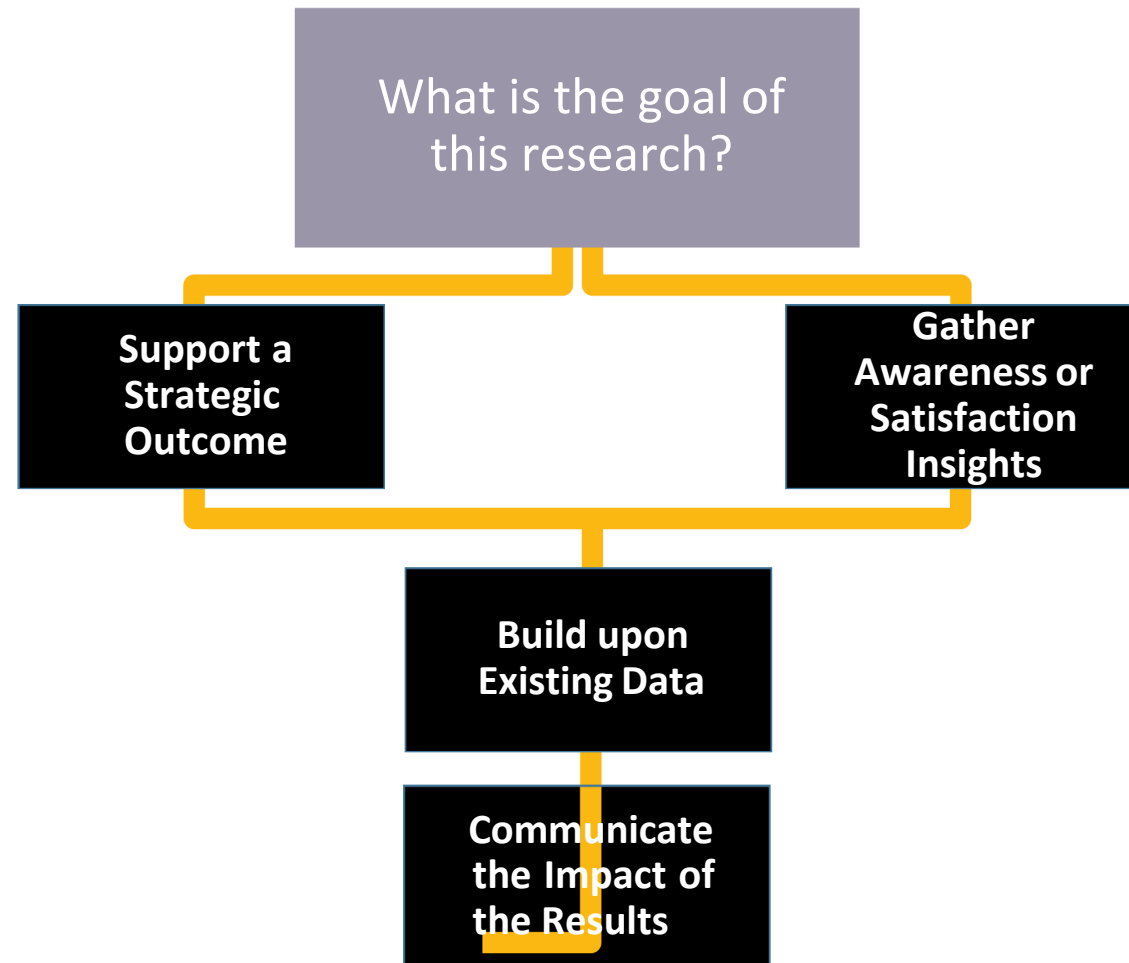 What is the goal of
this research?
Support a
Strategic
Outcome
Gather
Awareness or
Satisfaction
Insights
Build upon
Existing Data
Communicate
the Impact of
the Results